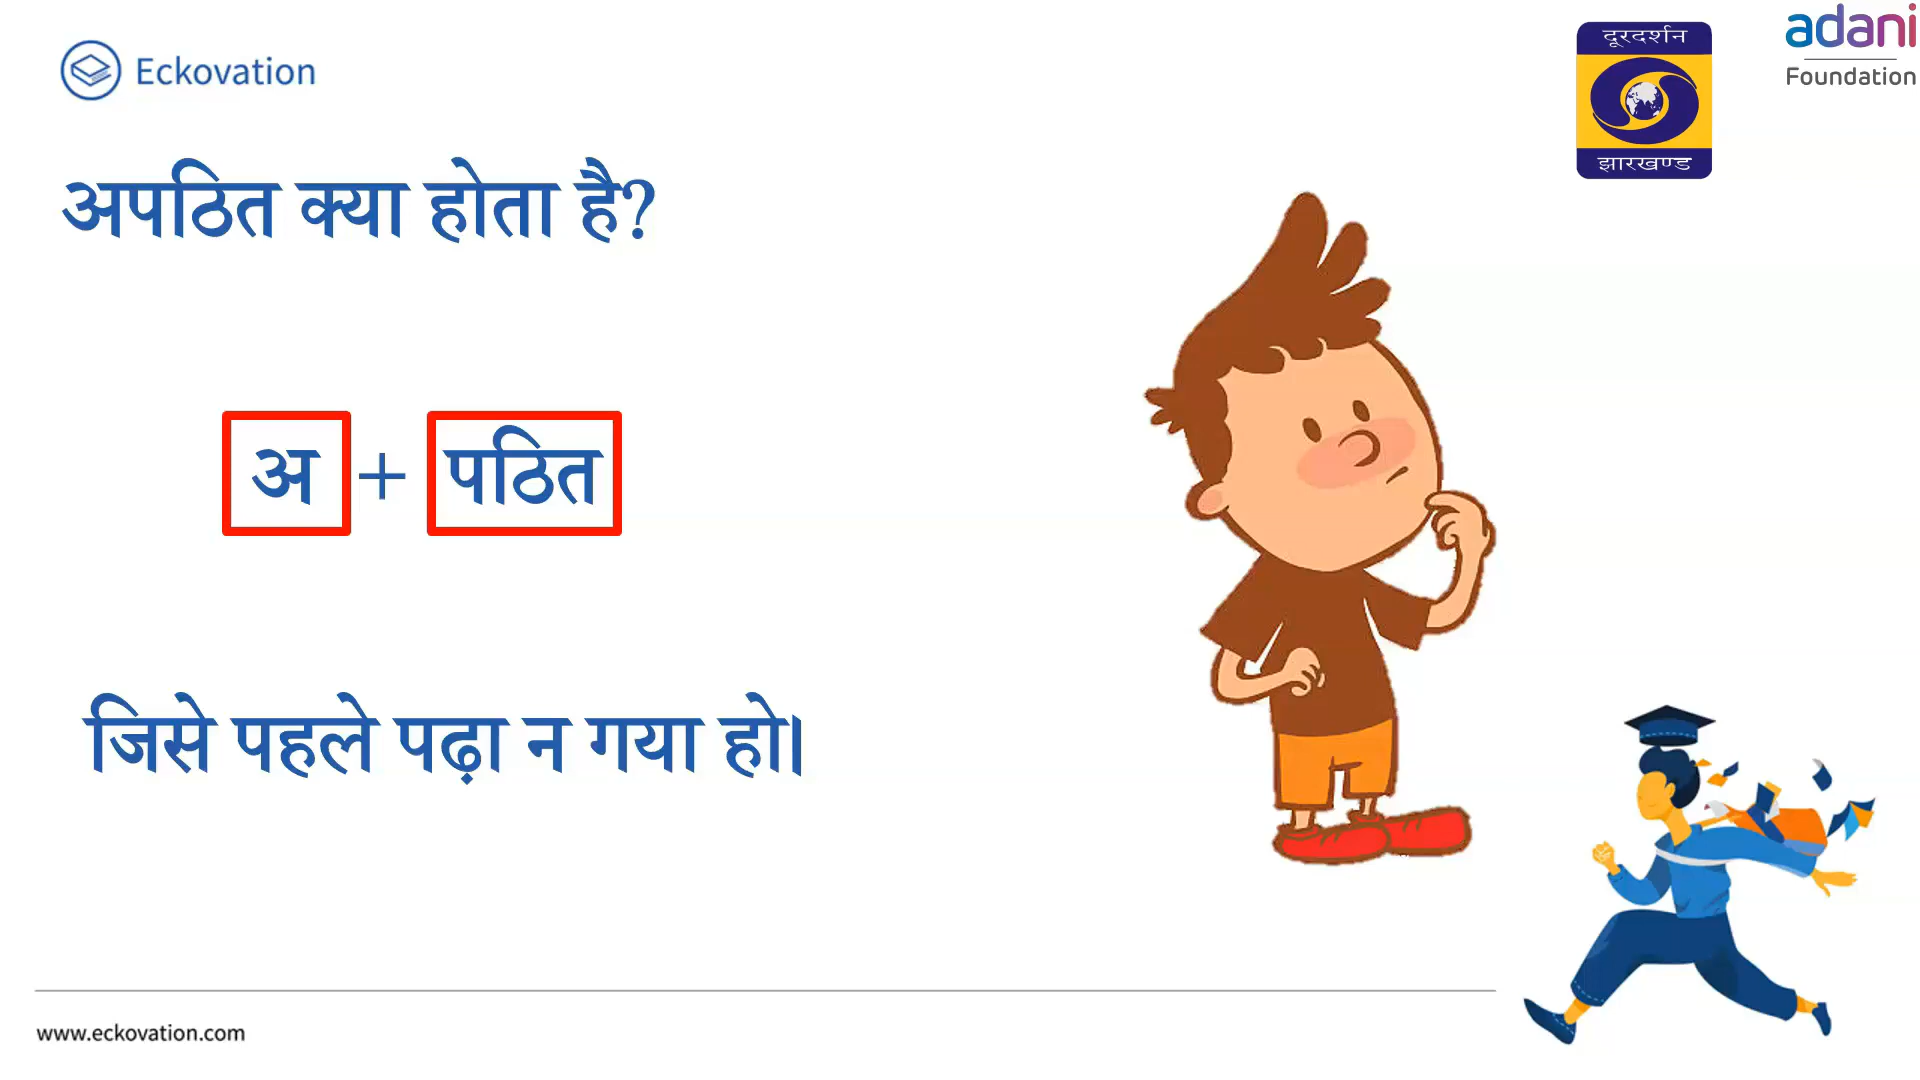 Eckovation
दूरदर्शन
झारखण्ड
adani
Foundation
अपठित क्या होता है?
अ + पठित
जिसे पहले पढ़ा न गया हो।
www.eckovation.com